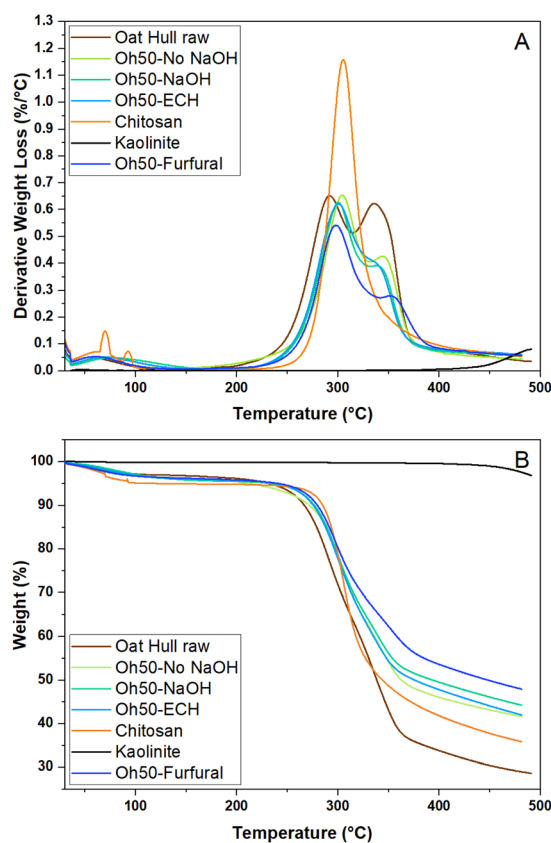 A
Oat Hull raw
Oh50-No NaOH
Oh50-NaOH
Oh50-ECH
Chitosan
Kaolinite
Oh50-Furfural
Derivative Weight Loss (%/°C)
1.3
1.2
1.1
1.0
0.9
0.8
0.7
0.6
0.5
0.4
0.3
0.2
0.1
0.0
100 200 300 400 500
Temperature (°C)
B
Weight (%)
100
90
80
70
60
50
40
30
Oat Hull raw
Oh50-No NaOH
Oh50-NaOH
Oh50-ECH
Chitosan
Kaolinite
Oh50-Furfural
100 200 300 400 500
Temperature (°C)